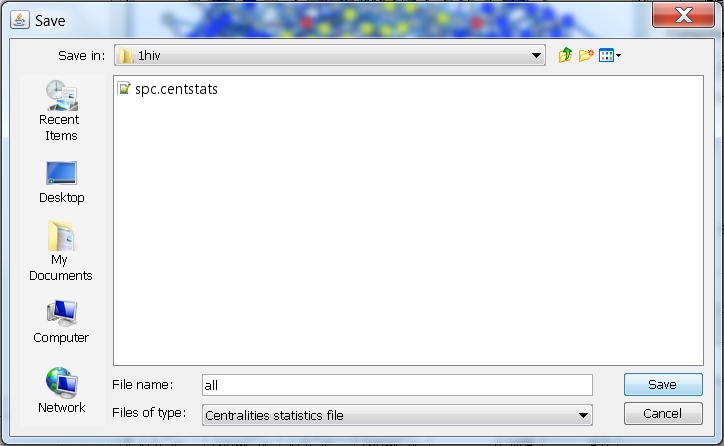 Save
Save in: 1hiv
spc.centstats
Recent
Items
Desktop
My
Documents
Computer
Network
File name: all Save
Files of type: Centralities statistics file Cancel